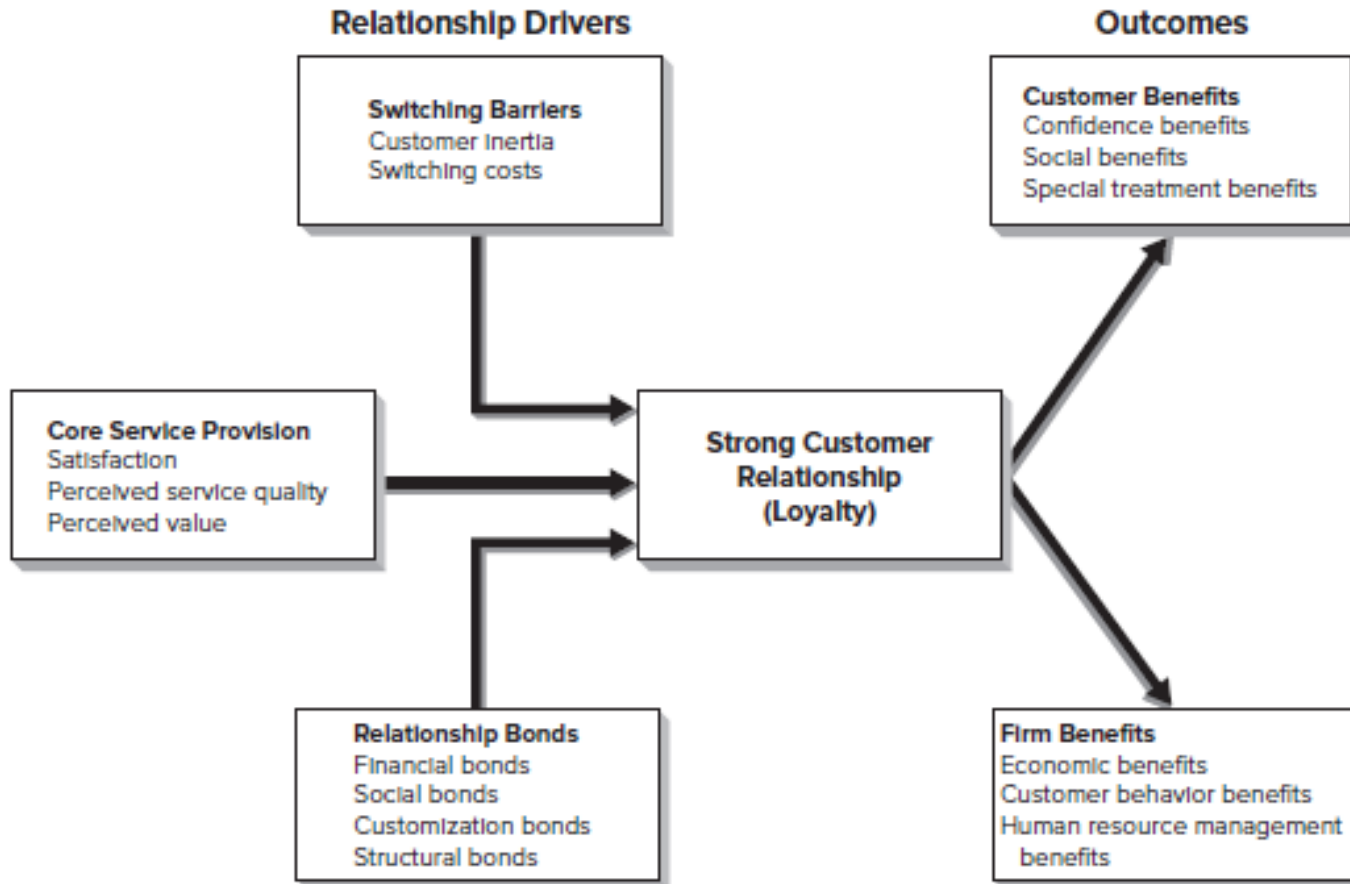 Relationship Drivers
Outcomes
Switching Barriers
Customer inertia
Switching costs
Customer Benefits
Confidence benefits
Social benefits
Special treatment benefits
Core Service Provision
Satisfaction
Perceived service quality
Perceived value
Strong Customer
Relationship
(Loyalty)
Relationship Bonds
Financial bonds
Social bonds
Customization bonds
Structural bonds
Firm Benefits
Economic benefits
Customer behavior benefits
Human resource management
benefits